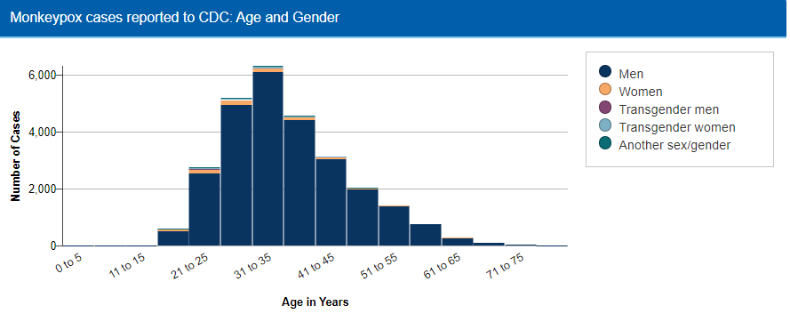 Monkeypox cases reported to CDC: Age and Gender
Number of Cases
6,000
4,000
2,000
0
0 to 5
11 to 15
21 to 25
31 to 35
41 to 45
51 to 55
61 to 65
71 to 75
Age in Years
Men
Women
Transgender men
Transgender women
Another sex/gender